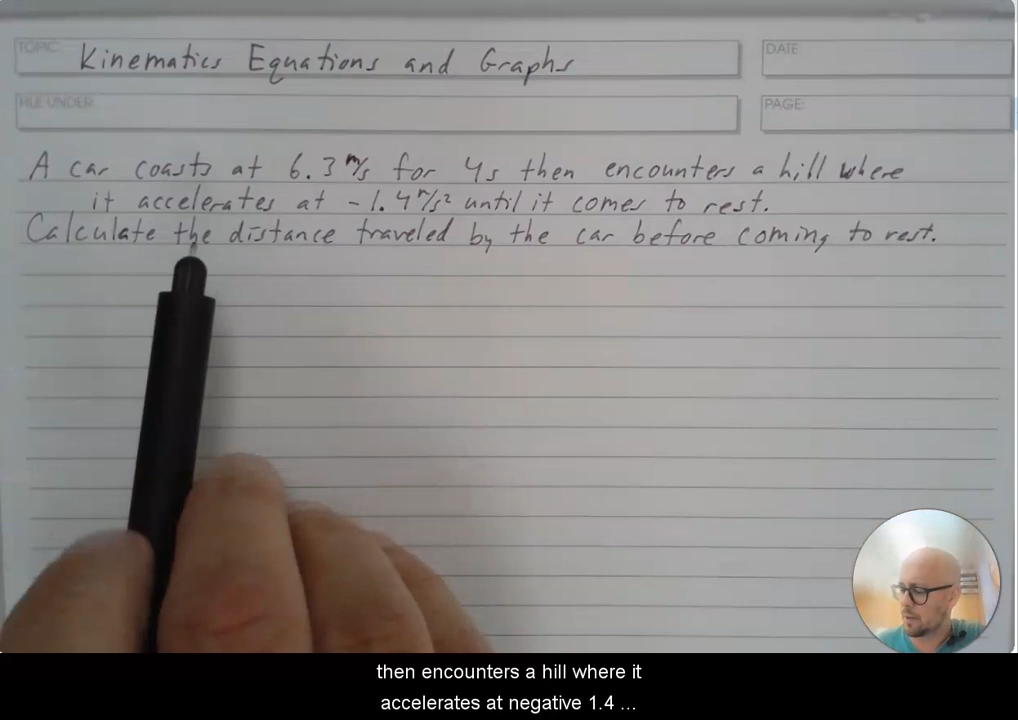 TOPIC: Kinematics Equations and Graphs
DATE
FILE UNDER:
PAGE:
A car coasts at 6.3 m/s for 4s then encounters a hill where
it accelerates at -1.4 m/s² until it comes to rest.
Calculate the distance traveled by the car before coming to rest.
then encounters a hill where it
accelerates at negative 1.4 ...